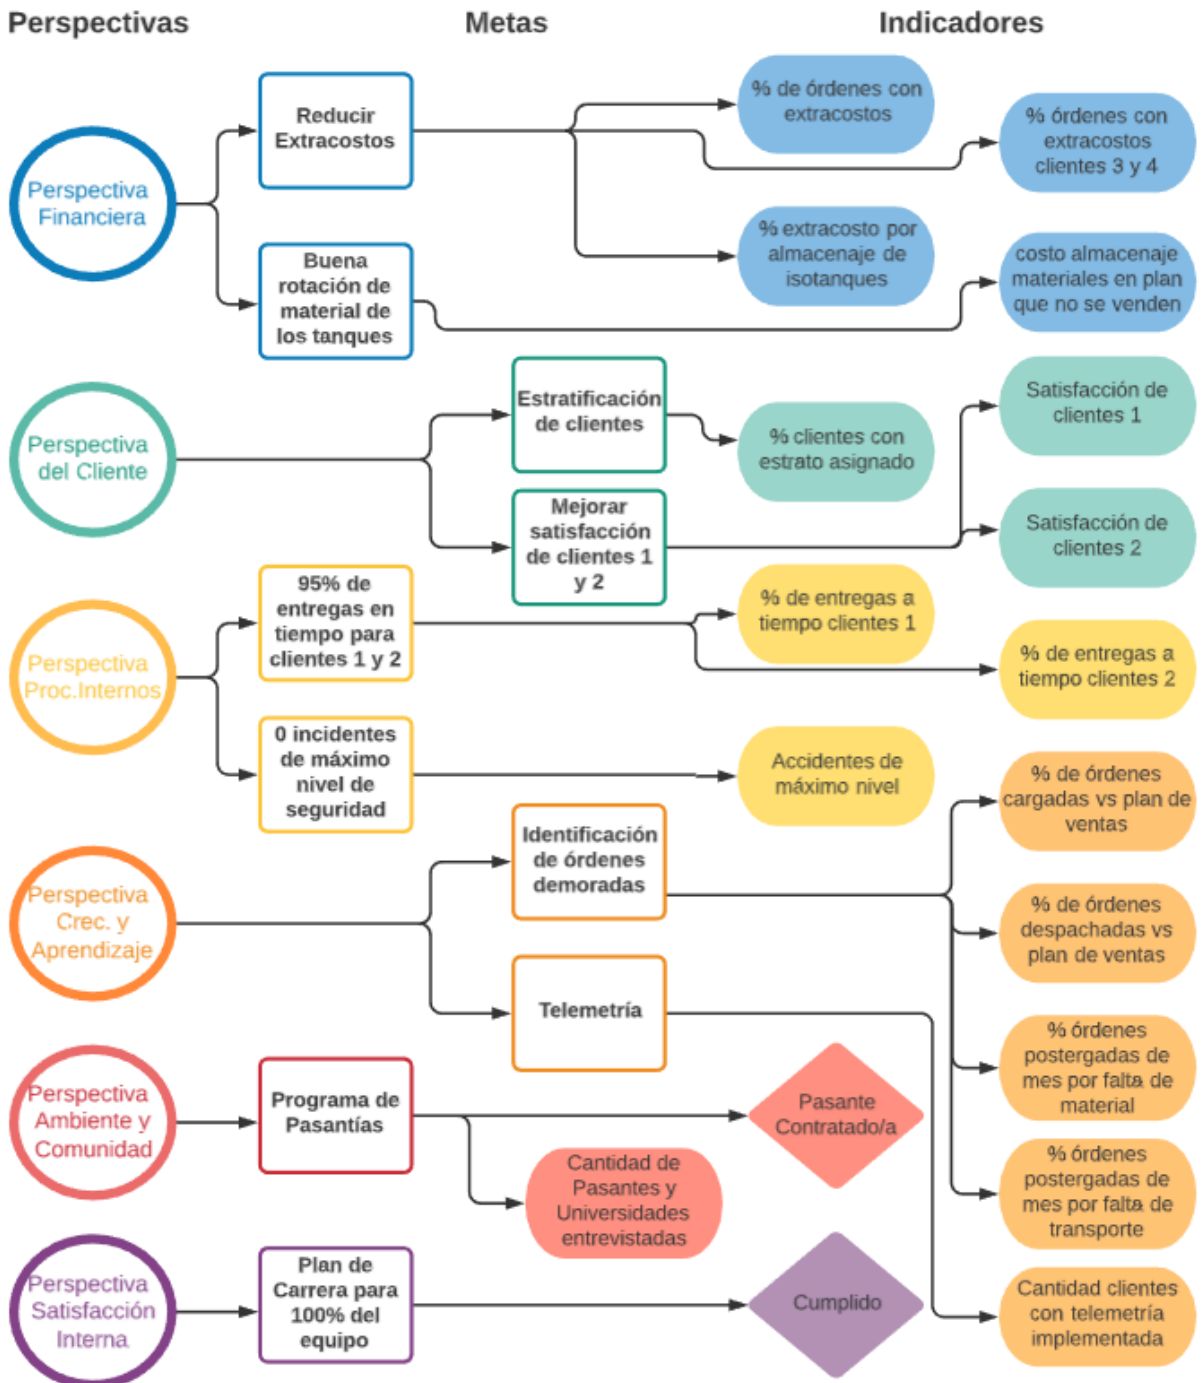 Perspectivas
Metas
Indicadores
Perspectiva
Financiera
Reducir
Extracostos
% de órdenes con
extracostos
% órdenes con
extracostos
clientes 3 y 4
% extracosto por
almacenaje de
isotanques
Buena
rotación de
material de
los tanques
costo almacenaje
materiales en plan
que no se venden
Perspectiva
del Cliente
Estratificación
de clientes
% clientes con
estrato asignado
Mejorar
satisfacción
de clientes 1
y 2
Satisfacción de
clientes 1
Satisfacción de
clientes 2
Perspectiva
Proc.Internos
95% de
entregas en
tiempo para
clientes 1 y 2
% de entregas a
tiempo clientes 1
% de entregas a
tiempo clientes 2
0 incidentes
de máximo
nivel de
seguridad
Accidentes de
máximo nivel
Perspectiva
Crec. y
Aprendizaje
Identificación
de órdenes
demoradas
% de órdenes
cargadas vs plan de
ventas
% de órdenes
despachadas vs
plan de ventas
% órdenes
postergadas de
mes por falta de
material
% órdenes
postergadas de
mes por falta de
transporte
Telemetría
Cantidad clientes
con telemetría
implementada
Perspectiva
Ambiente y
Comunidad
Programa de
Pasantías
Pasante
Contratado/a
Cantidad de
Pasantes y
Universidades
entrevistadas
Perspectiva
Satisfacción
Interna
Plan de
Carrera para
100% del
equipo
Cumplido